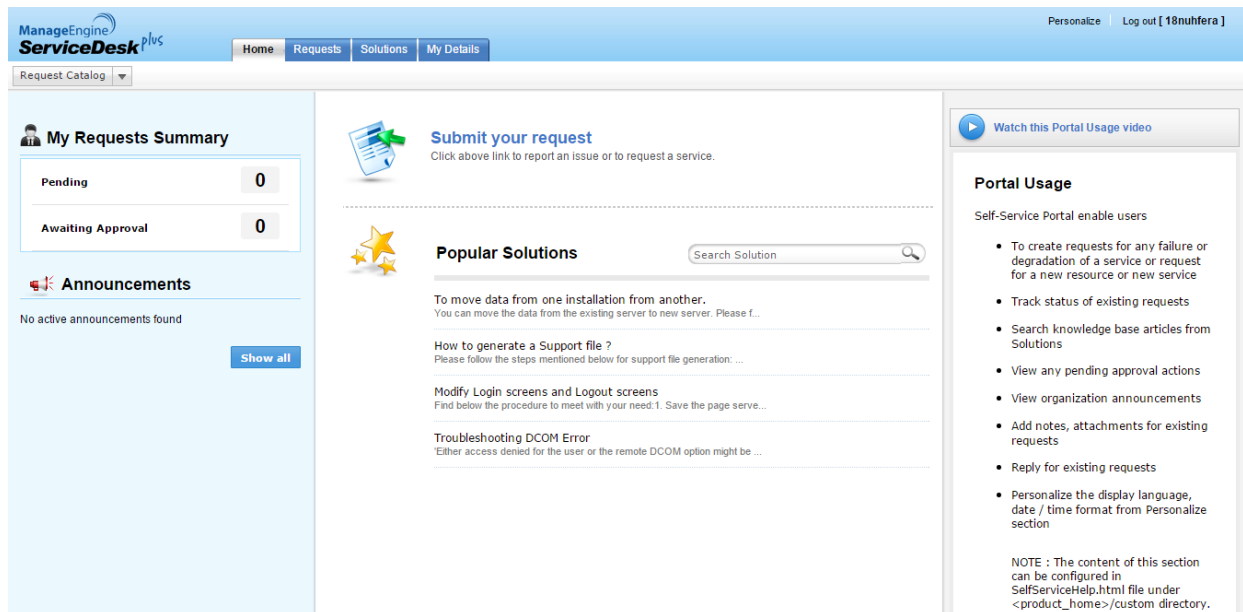 ManageEngine
ServiceDesk plus
Personalize
Log out [ 18nuhfera ]
Home
Requests
Solutions
My Details
Request Catalog
My Requests Summary
Pending
0
Awaiting Approval
0
Announcements
No active announcements found
Show all
Submit your request
Click above link to report an issue or to request a service.
Popular Solutions
Search Solution
To move data from one installation from another.
You can move the data from the existing server to new server. Please f...
How to generate a Support file ?
Please follow the steps mentioned below for support file generation: ...
Modify Login screens and Logout screens
Find below the procedure to meet with your need:1. Save the page serve...
Troubleshooting DCOM Error
'Either access denied for the user or the remote DCOM option might be ...
Watch this Portal Usage video
Portal Usage
Self-Service Portal enable users
• To create requests for any failure or
degradation of a service or request
for a new resource or new service
• Track status of existing requests
• Search knowledge base articles from
Solutions
• View any pending approval actions
• View organization announcements
• Add notes, attachments for existing
requests
• Reply for existing requests
• Personalize the display language,
date / time format from Personalize
section
NOTE : The content of this section
can be configured in
SelfServiceHelp.html file under
<product_home>/custom directory.